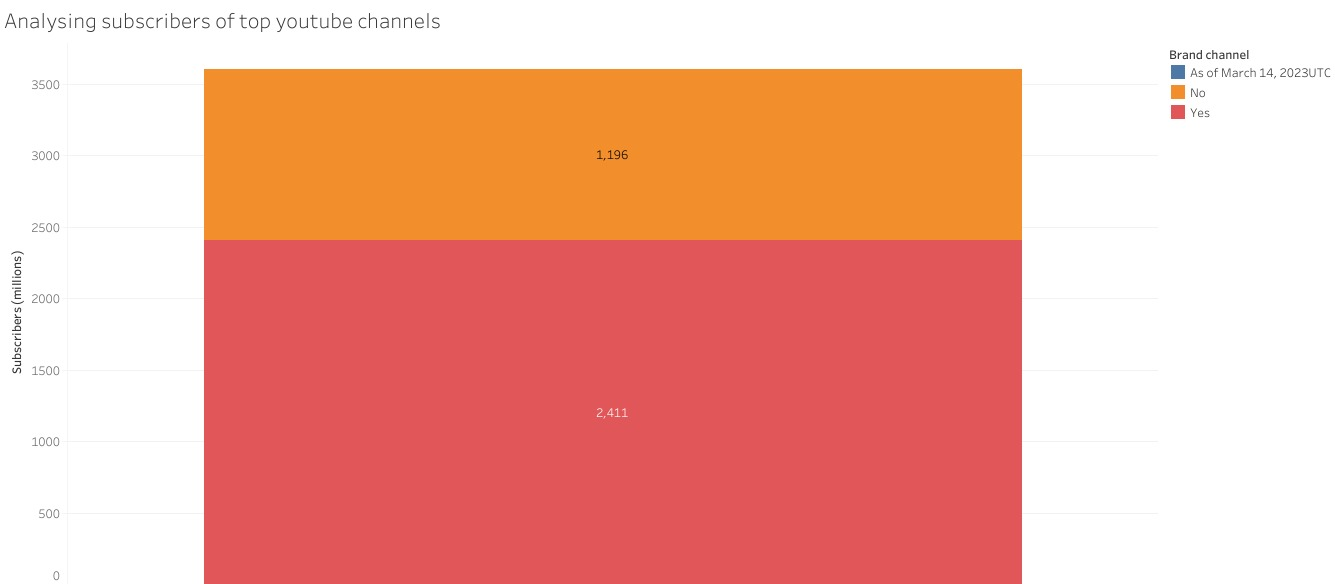 Analysing subscribers of top youtube channels
Brand channel
As of March 14, 2023UTC
No
Yes
Subscribers (millions)
3500
3000
2500
2000
1500
1000
500
0
1,196
2,411